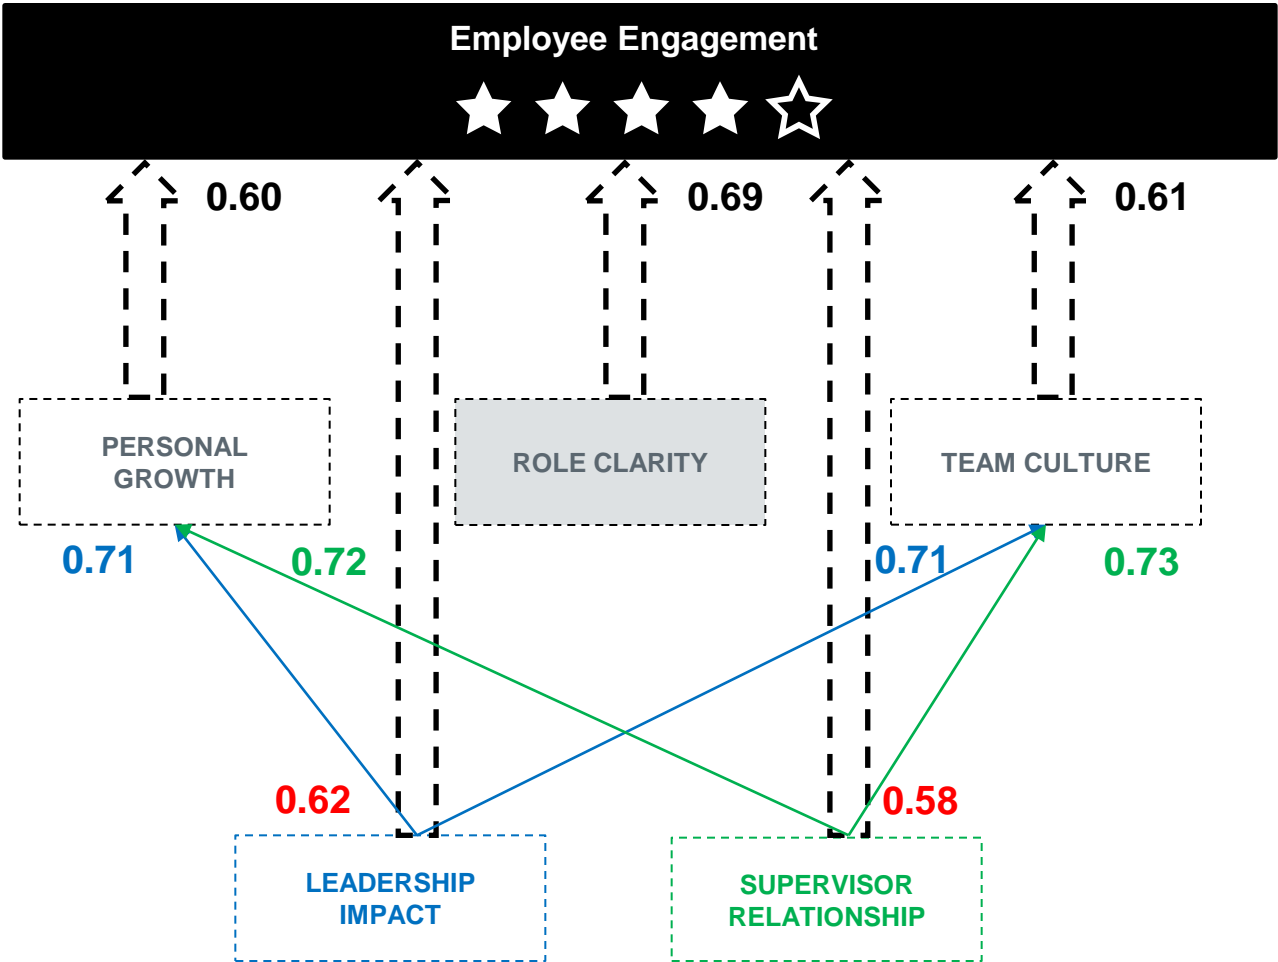 Employee Engagement
0.60
0.69
0.61
PERSONAL
GROWTH
ROLE CLARITY
TEAM CULTURE
0.71
0.72
0.71
0.73
0.62
0.58
LEADERSHIP
IMPACT
SUPERVISOR
RELATIONSHIP